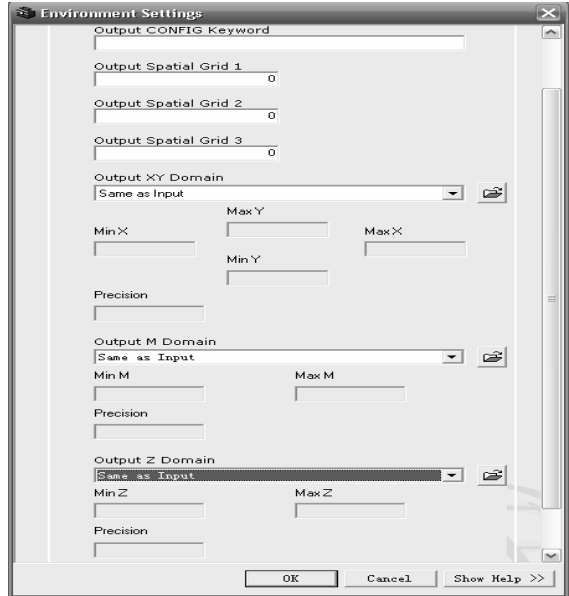 Environment Settings
Output CONFIG Keyword
Output Spatial Grid 1
0
Output Spatial Grid 2
0
Output Spatial Grid 3
0
Output XY Domain
Same as Input
Max Y
Min X
Max X
Min Y
Precision
Output M Domain
Same as Input
Min M
Max M
Precision
Output Z Domain
Same as Input
Min Z
Max Z
Precision
OK
Cancel
Show Help >>